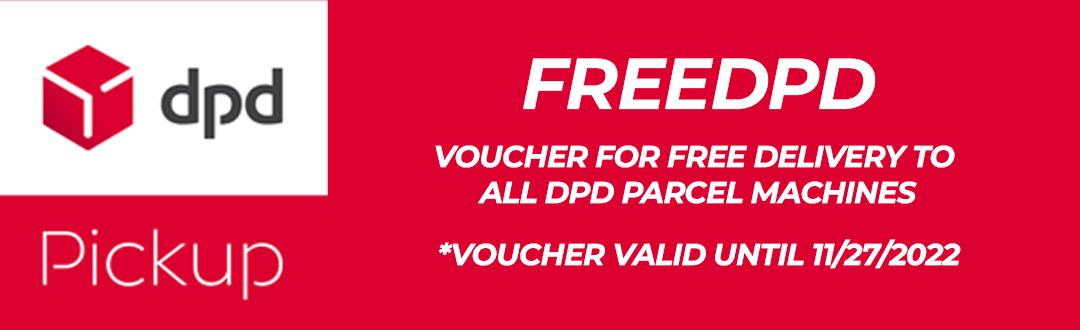 dpd
Pickup
FREEDPD
VOUCHER FOR FREE DELIVERY TO
ALL DPD PARCEL MACHINES
*VOUCHER VALID UNTIL 11/27/2022